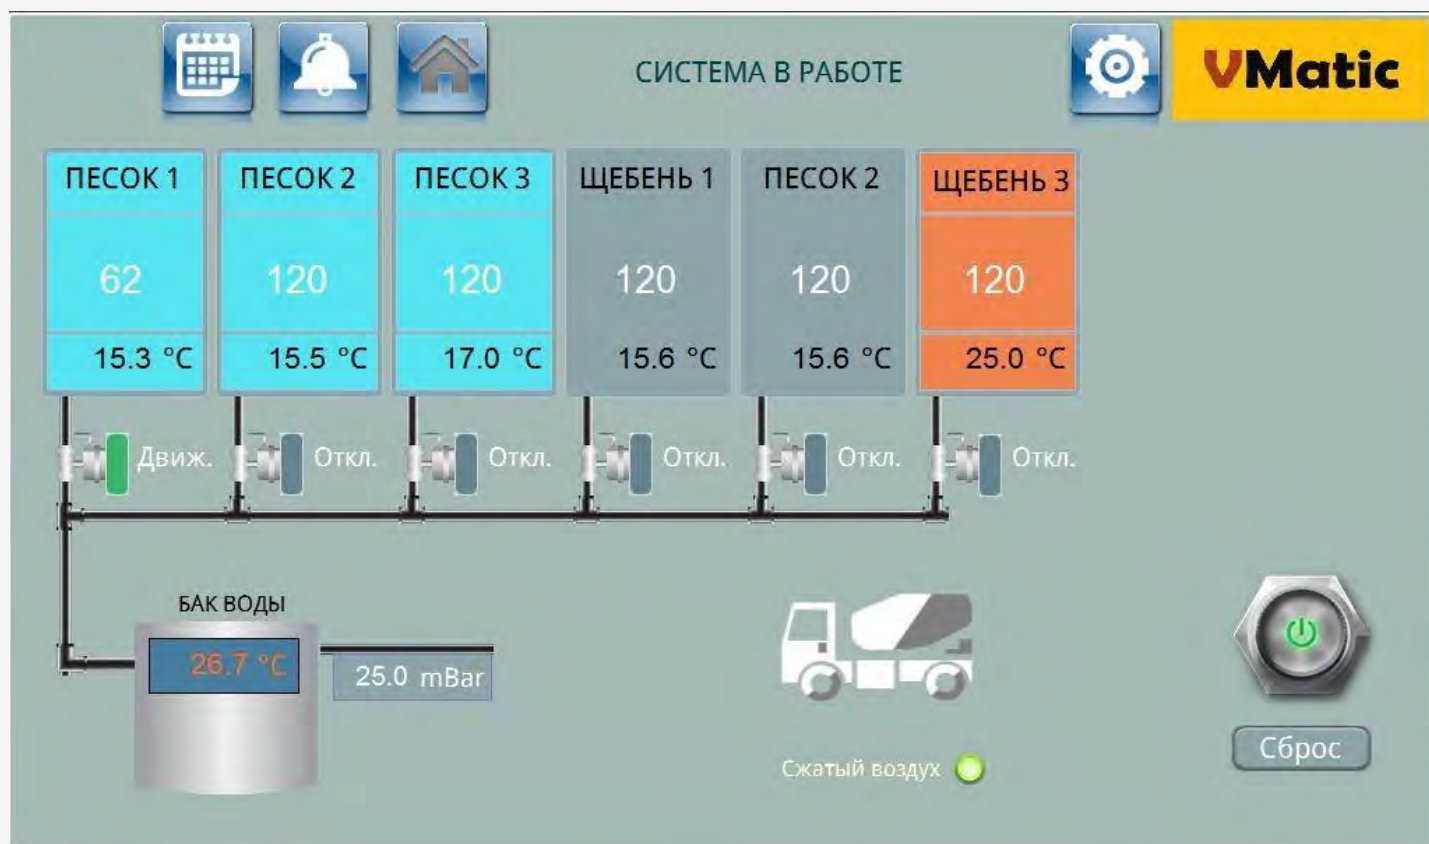 СИСТЕМА В РАБОТЕ
VMatic
ПЕСОК 1
ПЕСОК 2
ПЕСОК 3
ЩЕБЕНЬ 1
ПЕСОК 2
ЩЕБЕНЬ 3
62
120
120
120
120
120
15.3 °C
15.5 °C
17.0 °C
15.6 °C
15.6 °C
25.0 °C
Движ.
Откл.
Откл.
Откл.
Откл.
Откл.
БАК ВОДЫ
26.7 °C
25.0 mBar
Сжатый воздух
Сброс